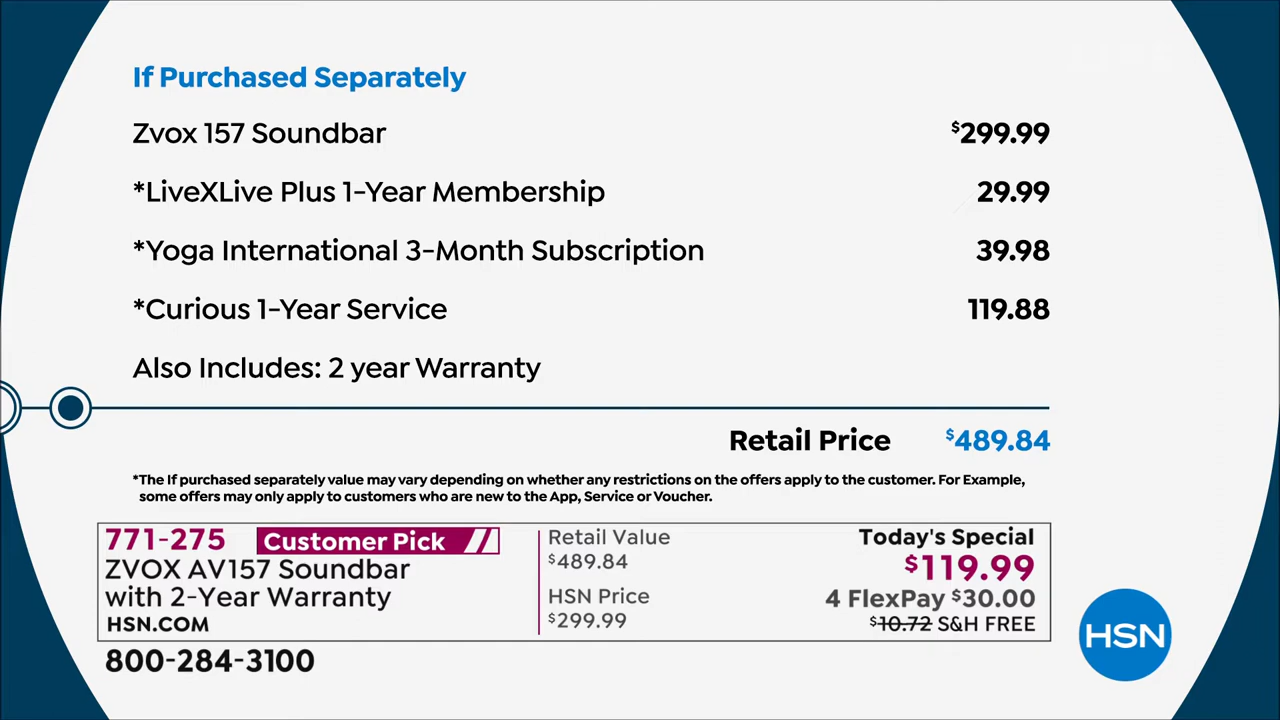 If Purchased Separately
Zvox 157 Soundbar $299.99
*LiveXLive Plus 1-Year Membership 29.99
*Yoga International 3-Month Subscription 39.98
*Curious 1-Year Service 119.88
Also Includes: 2 year Warranty
Retail Price $489.84
*The If purchased separately value may vary depending on whether any restrictions on the offers apply to the customer. For Example,
some offers may only apply to customers who are new to the App, Service or Voucher.
771-275 Customer Pick
ZVOX AV157 Soundbar
with 2-Year Warranty
HSN.COM
Retail Value
$489.84
HSN Price
$299.99
Today's Special
$119.99
4 FlexPay $30.00
$10.72 S&H FREE
800-284-3100
HSN